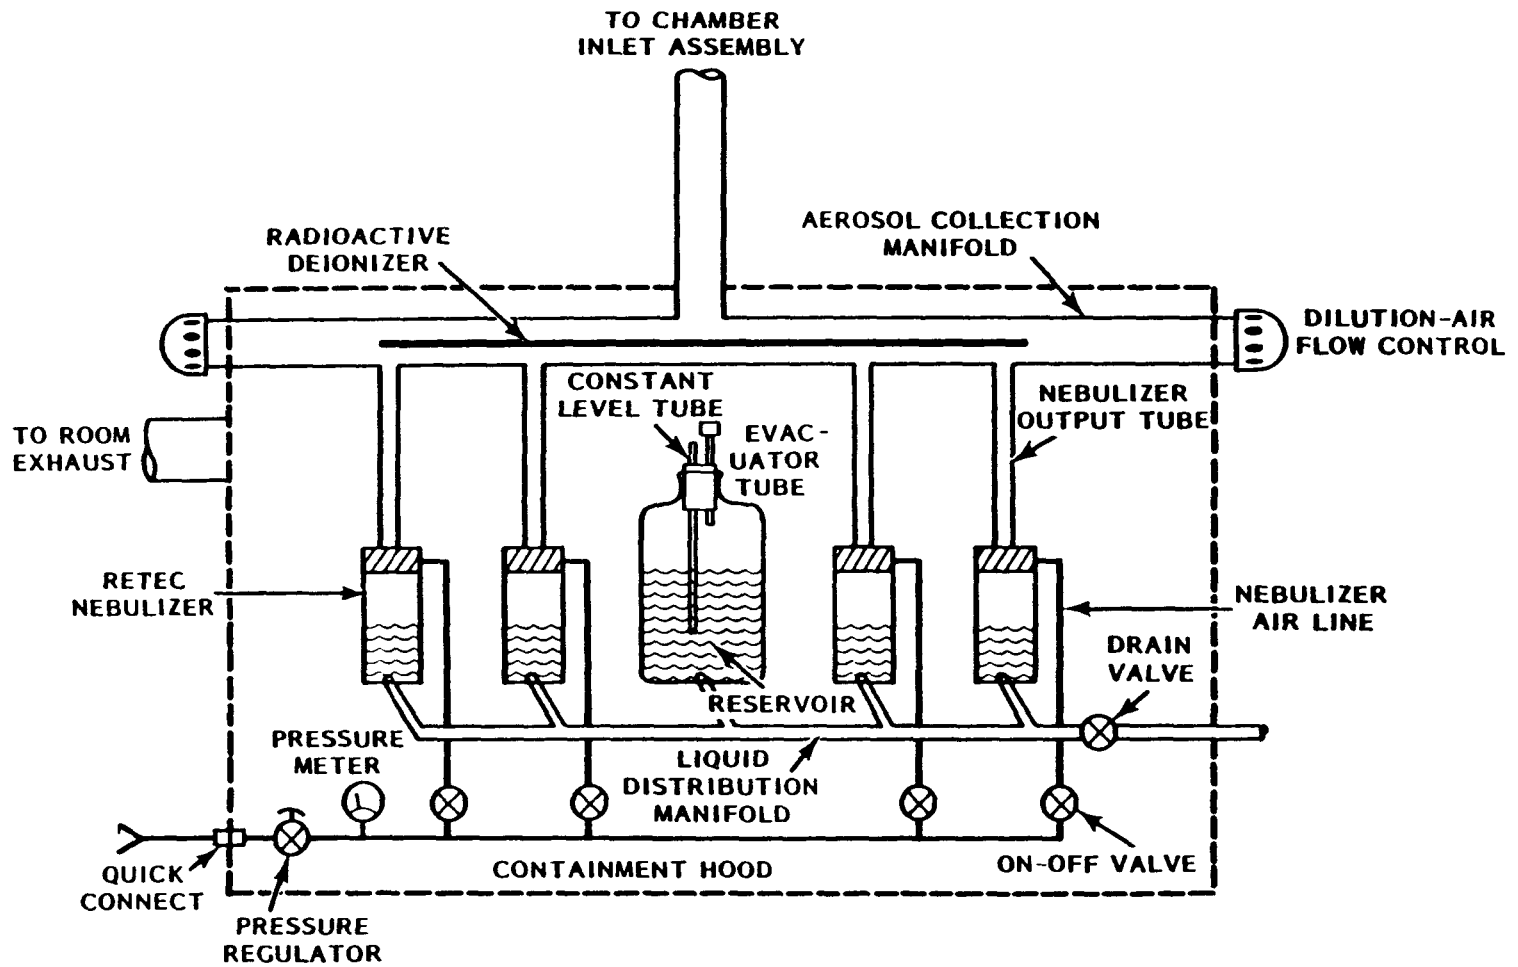 TO CHAMBER
INLET ASSEMBLY
RADIOACTIVE
DEIONIZER
AEROSOL COLLECTION
MANIFOLD
DILUTION-AIR
FLOW CONTROL
CONSTANT
LEVEL TUBE
NEBULIZER
OUTPUT TUBE
TO ROOM
EXHAUST
EVAC-
UATOR
TUBE
RETEC
NEBULIZER
NEBULIZER
AIR LINE
DRAIN
VALVE
RESERVOIR
PRESSURE
METER
LIQUID
DISTRIBUTION
MANIFOLD
QUICK
CONNECT
CONTAINMENT HOOD
ON-OFF VALVE
PRESSURE
REGULATOR